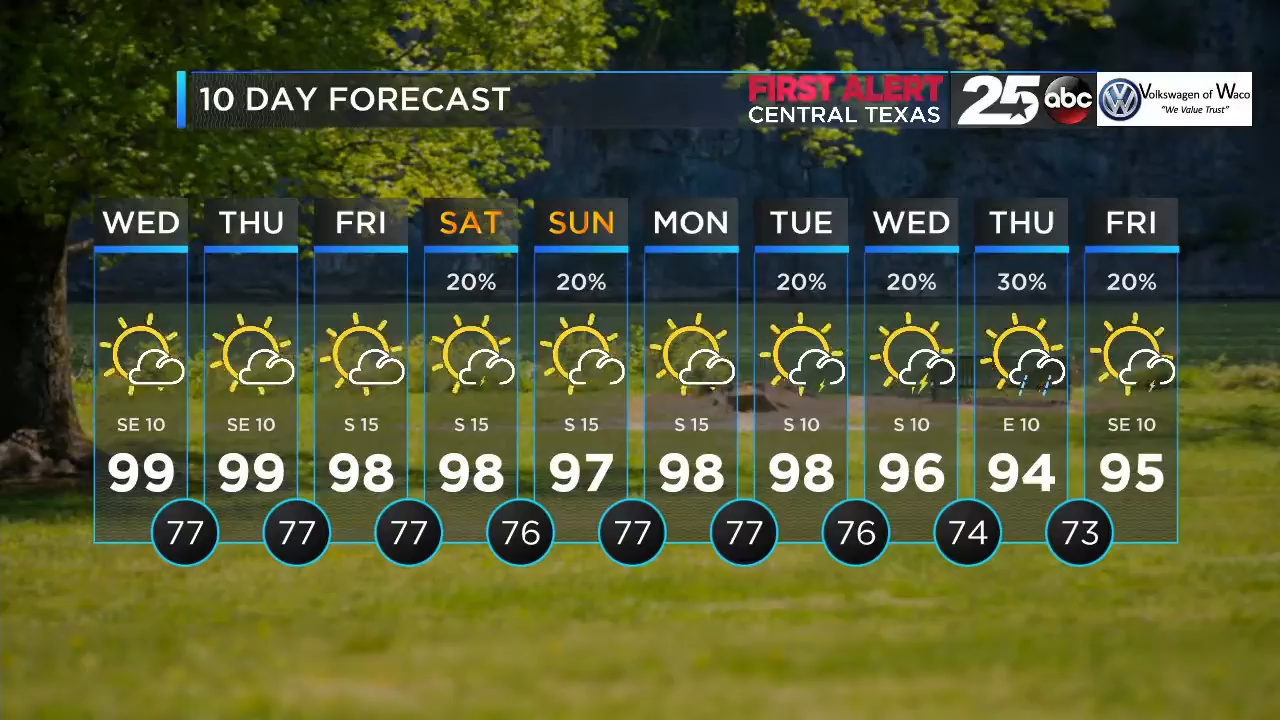 10 DAY FORECAST
FIRST ALERT
CENTRAL TEXAS
25 abc
Volkswagen of Waco
"We Value Trust"
WED THU FRI SAT SUN MON TUE WED THU FRI
20% 20% 20% 20% 30% 20%
SE 10 SE 10 S 15 S 15 S 15 S 15 S 10 S 10 E 10 SE 10
99 99 98 98 97 98 98 96 94 95
77 77 77 76 77 77 76 74 73